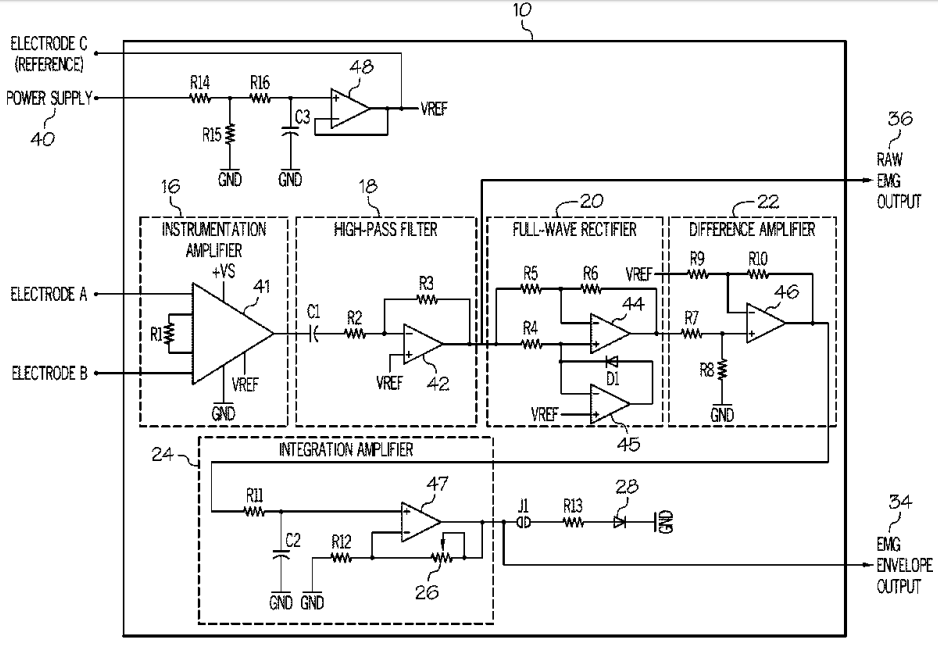 10
ELECTRODE C
(REFERENCE)
POWER SUPPLY
40
R14
R16
R15
C3
GND
GND
48
VREF
36
RAW
EMG
OUTPUT
16
INSTRUMENTATION
AMPLIFIER
+VS
41
ELECTRODE A
R1
ELECTRODE B
VREF
GND
18
HIGH-PASS FILTER
C1
R2
R3
VREF
42
20
FULL-WAVE RECTIFIER
R5
R6
R4
44
D1
VREF
45
22
DIFFERENCE AMPLIFIER
VREF
R9
R10
R7
R8
46
GND
24
INTEGRATION AMPLIFIER
R11
C2
GND
R12
GND
47
26
J1
R13
28
GND
34
EMG
ENVELOPE
OUTPUT